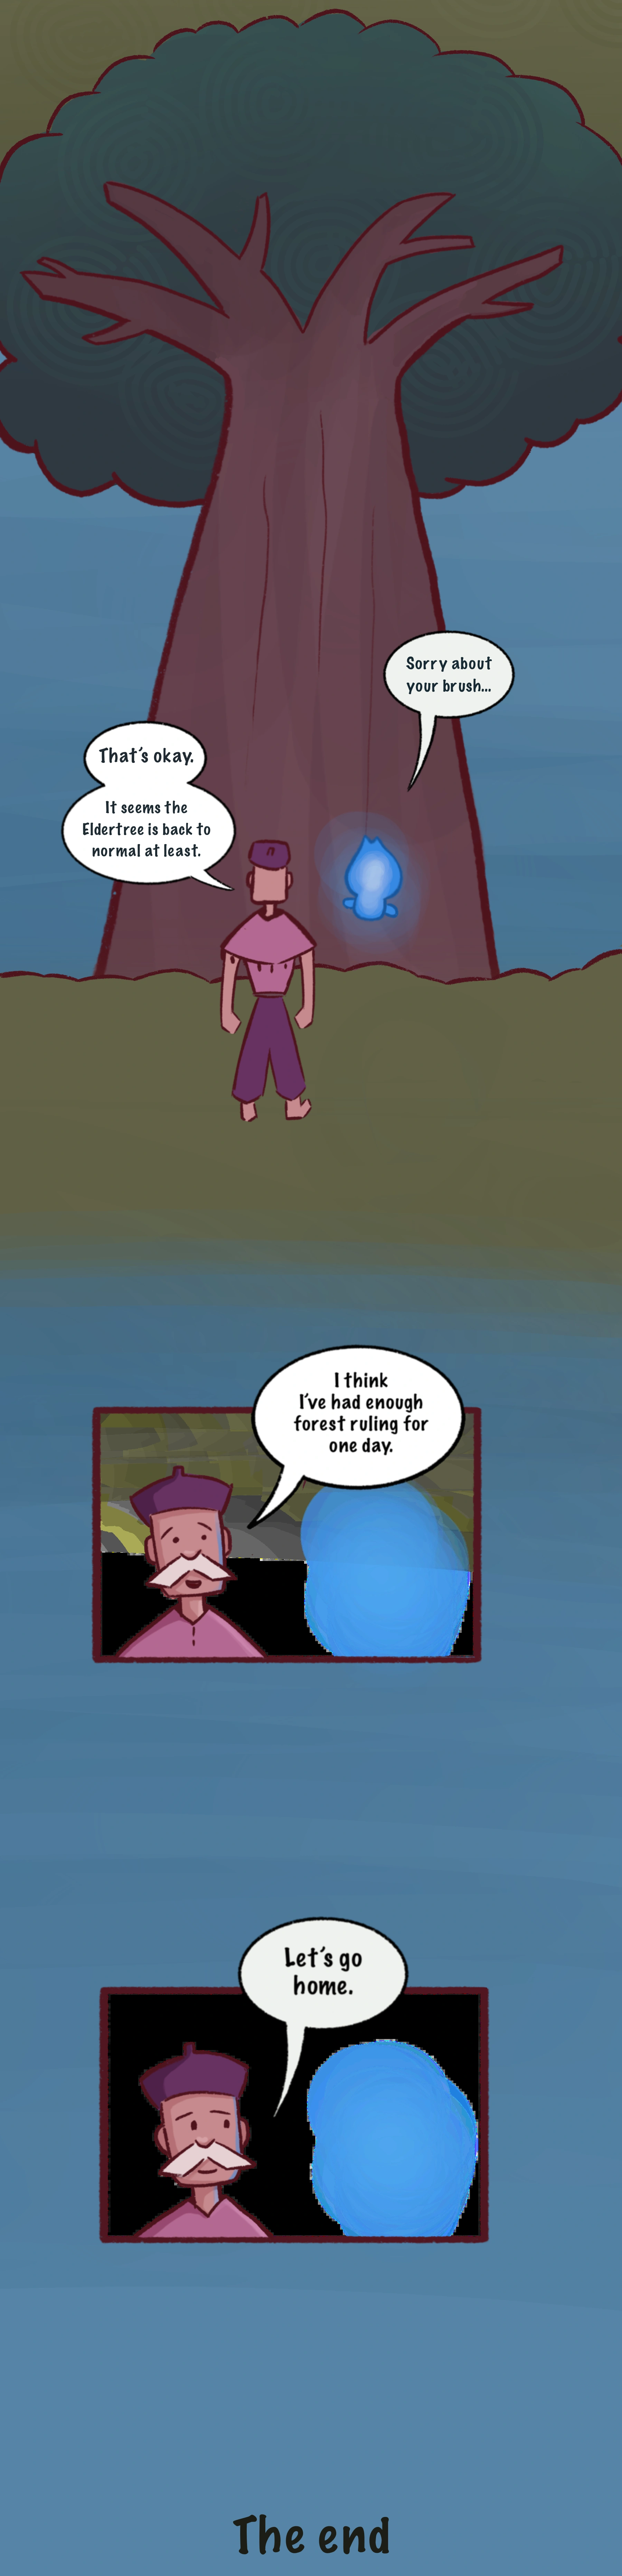 Sorry about
your brush...
That's okay.
It seems the
Eldertree is back to
normal at least.
I think
I've had enough
forest ruling for
one day.
Let's go
home.
The end